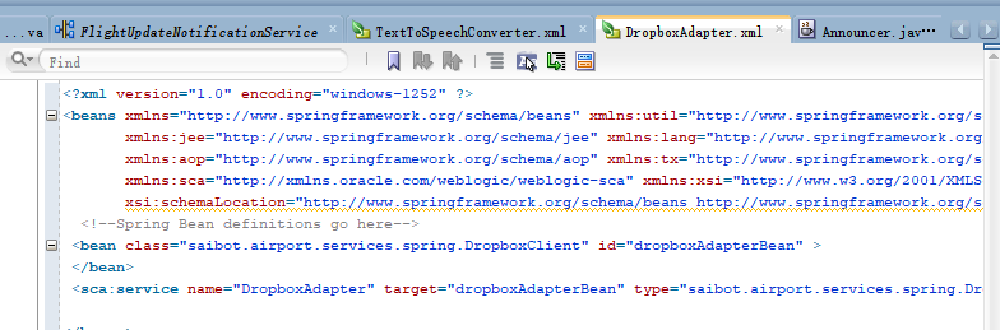 ...va FlightUpdateNotificationService TextToSpeechConverter.xml DropboxAdapter.xml Announcer.jav···
Find
<?xml version="1.0" encoding="windows-1252" ?>
<beans xmlns="http://www.springframework.org/schema/beans" xmlns:util="http://www.springframework.org/s
xmlns:jee="http://www.springframework.org/schema/jee" xmlns:lang="http://www.springframework.org
xmlns:aop="http://www.springframework.org/schema/aop" xmlns:tx="http://www.springframework.org/s
xmlns:sca="http://xmlns.oracle.com/weblogic/weblogic-sca" xmlns:xsi="http://www.w3.org/2001/XMLS
xsi:schemaLocation="http://www.springframework.org/schema/beans http://www.springframework.org/s
<!--Spring Bean definitions go here-->
<bean class="saibot.airport.services.spring.DropboxClient" id="dropboxAdapterBean" >
</bean>
<sca:service name="DropboxAdapter" target="dropboxAdapterBean" type="saibot.airport.services.spring.Dr